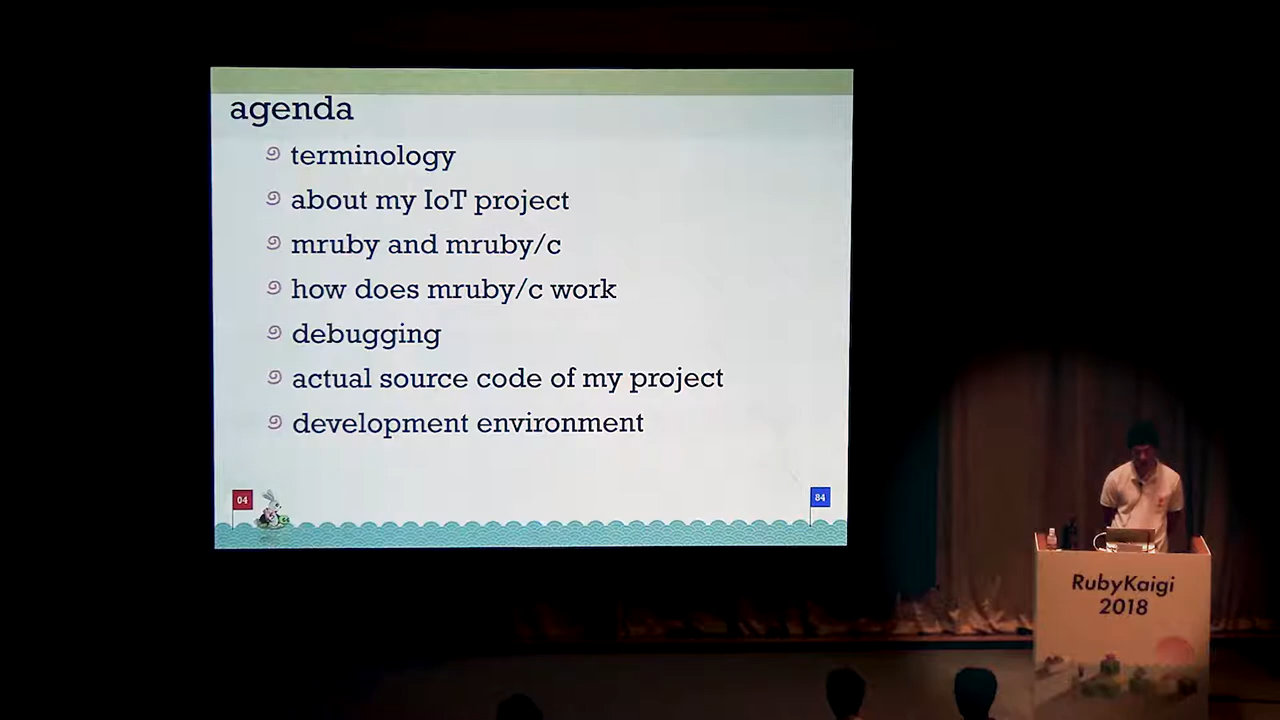 agenda
terminology
about my IoT project
mruby and mruby/c
how does mruby/c work
debugging
actual source code of my project
development environment
04
84
RubyKaigi
2018